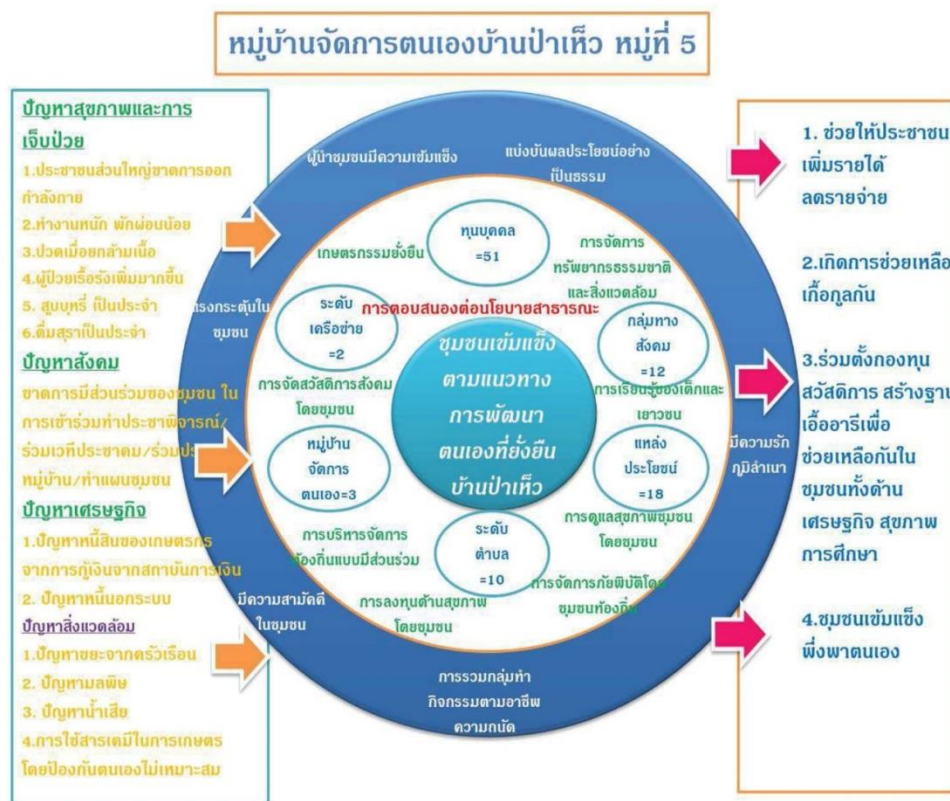 หมู่บ้านจัดการตนเองบ้านป่าเห็ว หมู่ที่ 5
ปัญหาสุขภาพและการ
เจ็บป่วย
1.ประชาชนส่วนใหญ่ขาดการออก
กำลังกาย
2.ทำงานหนัก พักผ่อนน้อย
3.ปวดเมื่อยกล้ามเนื้อ
4.ผู้ป่วยเรื้อรังเพิ่มมากขึ้น
5. สูบบุหรี่ เป็นประจำ
6.ดื่มสุราเป็นประจำ
ปัญหาสังคม
ขาดการมีส่วนร่วมของชุมชน ใน
การเข้าร่วมทำประชาพิจารณ์/
ร่วมเวทีประชาคม/ร่วมประ
หมู่บ้าน/ทำแผนชุมชน
ปัญหาเศรษฐกิจ
1.ปัญหาหนี้สินของเกษตรกร
จากการกู้เงินจากสถาบันการเงิน
2. ปัญหาหนี้นอกระบบ
ปัญหาสิ่งแวดล้อม
1.ปัญหาขยะจากครัวเรือน
2. ปัญหามลพิษ
3. ปัญหาน้ำเสีย
4.การใช้สารเคมีในการเกษตร
โดยป้องกันตนเองไม่เหมาะสม
ผู้นำชุมชนมีความเข้มแข็ง
แบ่งบันผลประโยชน์อย่าง
เป็นธรรม
แรงกระตุ้นใน
ชุมชน
มีความรัก
ภูมิลำเนา
มีความสามัคคี
ในชุมชน
การรวมกลุ่มทำ
กิจกรรมตามอาชีพ
ความถนัด
ทุนบุคคล
=51
เกษตรกรรมยั่งยืน
การจัดการ
ทรัพยากรธรรมชาติ
และสิ่งแวดล้อม
การตอบสนองต่อนโยบายสาธารณะ
ระดับ
เครือข่าย
=2
กลุ่มทาง
สังคม
=12
การจัดสวัสดิการสังคม
โดยชุมชน
การเรียนรู้ของเด็กและ
เยาวชน
หมู่บ้าน
จัดการ
ตนเอง=3
แหล่ง
ประโยชน์
=18
การบริหารจัดการ
ท้องถิ่นแบบมีส่วนร่วม
การดูแลสุขภาพชุมชน
โดยชุมชน
ระดับ
ตำบล
=10
การลงทุนด้านสุขภาพ
โดยชุมชน
การจัดการภัยพิบัติโดย
ชุมชนท้องถิ่น
ชุมชนเข้มแข็ง
ตามแนวทาง
การพัฒนา
ตนเองที่ยั่งยืน
บ้านป่าเห็ว
1. ช่วยให้ประชาชน
เพิ่มรายได้
ลดรายจ่าย
2.เกิดการช่วยเหลือ
เกื้อกูลกัน
3.ร่วมตั้งกองทุน
สวัสดิการ สร้างฐาน
เอื้ออารีเพื่อ
ช่วยเหลือกันใน
ชุมชนทั้งด้าน
เศรษฐกิจ สุขภาพ
การศึกษา
4.ชุมชนเข้มแข็ง
พึ่งพาตนเอง